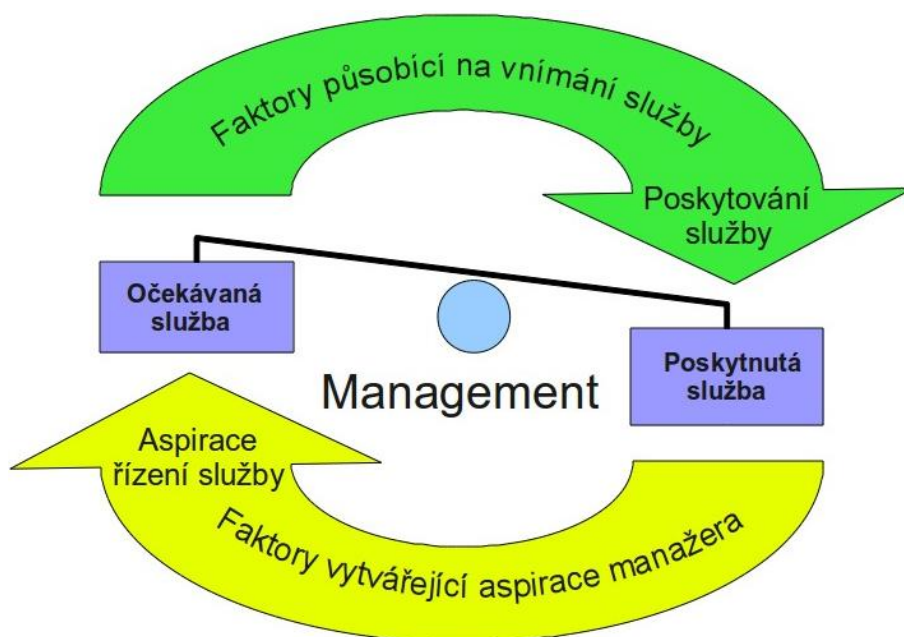 Faktory působící na vnímání služby
Poskytování
služby
Očekávaná
služba
Poskytnutá
služba
Management
Aspirace
řízení služby
Faktory vytvářející aspirace manažera